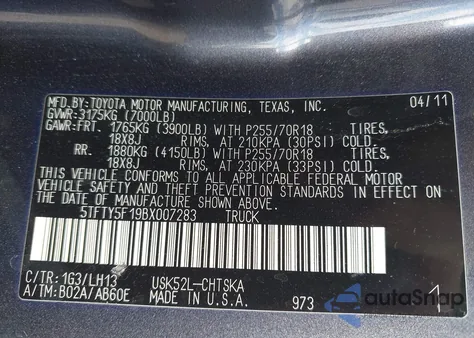 MFD.BY: TOYOTA MOTOR MANUFACTURING, TEXAS, INC. 04/11
GVWR: 3175KG (7000LB)
GAWR: FRT. 1765KG (3900LB) WITH P255/70R18 TIRES,
18X8J RIMS, AT 210KPA (30PSI) COLD.
RR. 1880KG (4150LB) WITH P255/70R18 TIRES,
18X8J RIMS, AT 230KPA (33PSI) COLD.
THIS VEHICLE CONFORMS TO ALL APPLICABLE FEDERAL MOTOR
VEHICLE SAFETY AND THEFT PREVENTION STANDARDS IN EFFECT ON
THE DATE OF MANUFACTURE SHOWN ABOVE.
5TFTY5F19BX007283 TRUCK
C/TR: 1G3/LH13 USK52L-CHTSKA
A/TM: B02A/AB60E MADE IN U.S.A. 973 1
autoSnap